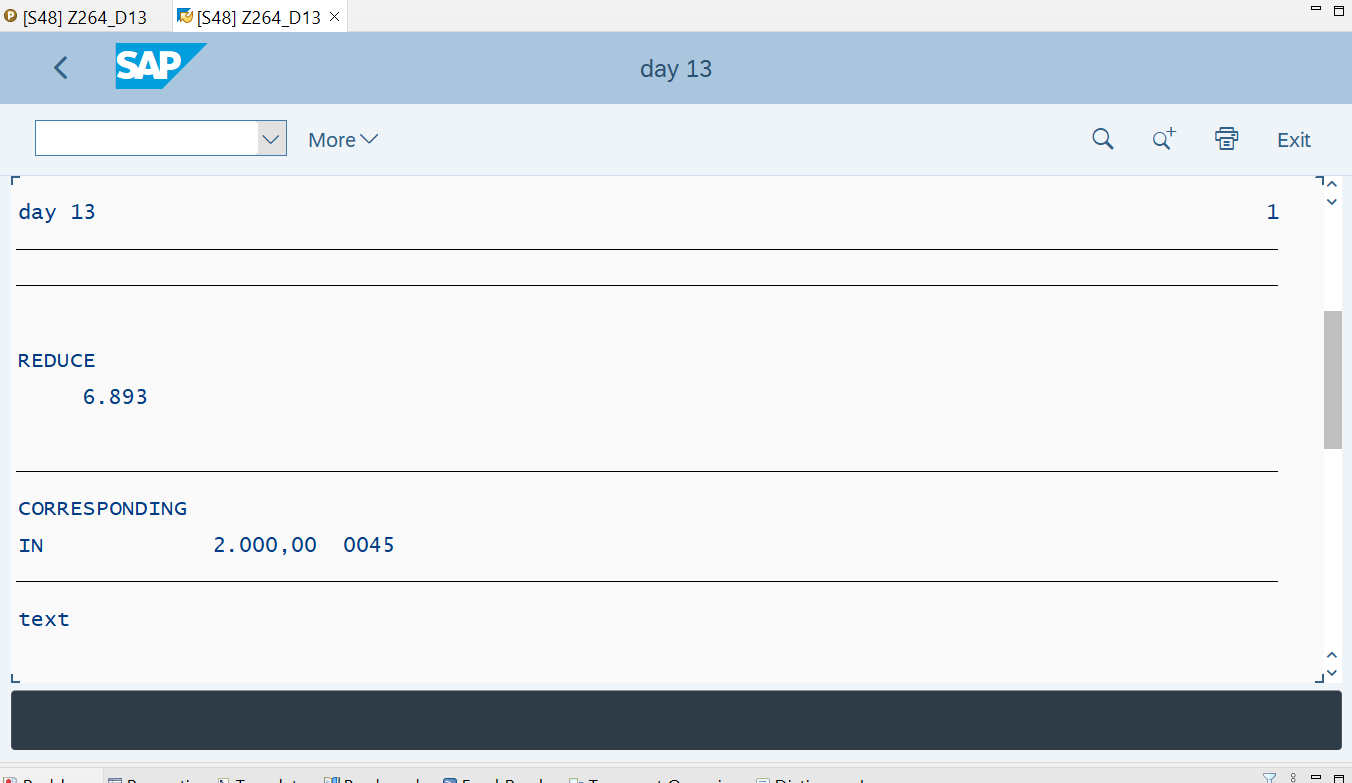 [S48] Z264_D13 [S48] Z264_D13
SAP day 13
More Exit
day 13 1
REDUCE
6.893
CORRESPONDING
IN 2.000,00 0045
text